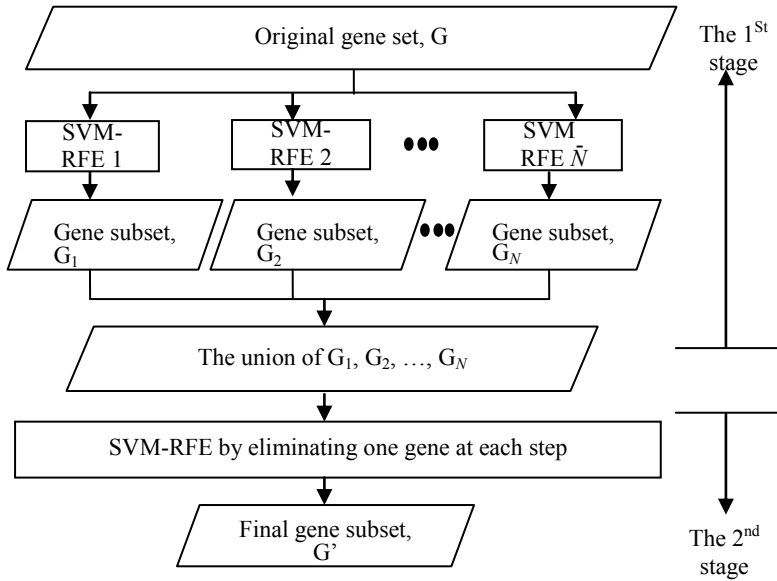 Original gene set, G
The 1St
stage
SVM-
RFE 1
SVM-
RFE 2
SVM
RFE N̄
Gene subset,
G1
Gene subset,
G2
Gene subset,
GN
The union of G1, G2, …, GN
SVM-RFE by eliminating one gene at each step
Final gene subset,
G’
The 2nd
stage